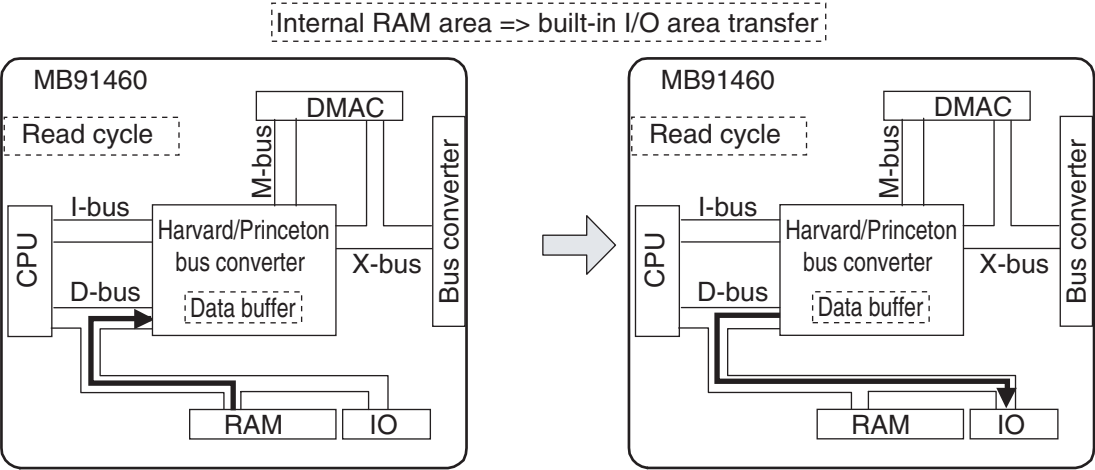 Internal RAM area => built-in I/O area transfer
MB91460
DMAC
Read cycle
M-bus
Bus converter
I-bus
CPU
Harvard/Princeton
bus converter
X-bus
D-bus
Data buffer
RAM
IO
MB91460
DMAC
Read cycle
M-bus
Bus converter
I-bus
CPU
Harvard/Princeton
bus converter
X-bus
D-bus
Data buffer
RAM
IO